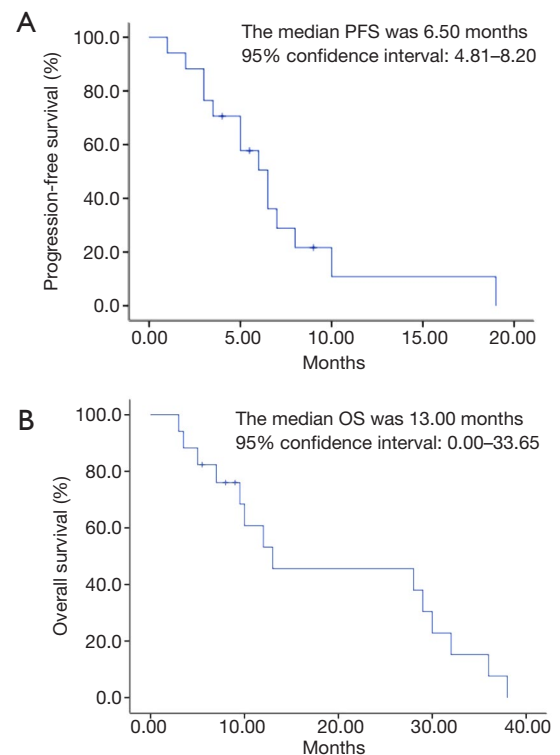 A
The median PFS was 6.50 months
95% confidence interval: 4.81–8.20
Progression-free survival (%)
100.0
80.0
60.0
40.0
20.0
0.0
0.00 5.00 10.00 15.00 20.00
Months
B
The median OS was 13.00 months
95% confidence interval: 0.00–33.65
Overall survival (%)
100.0
80.0
60.0
40.0
20.0
0.0
0.00 10.00 20.00 30.00 40.00
Months